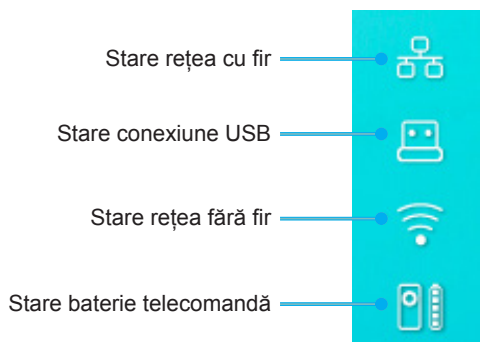 Stare rețea cu fir
Stare conexiune USB
Stare rețea fără fir
Stare baterie telecomandă